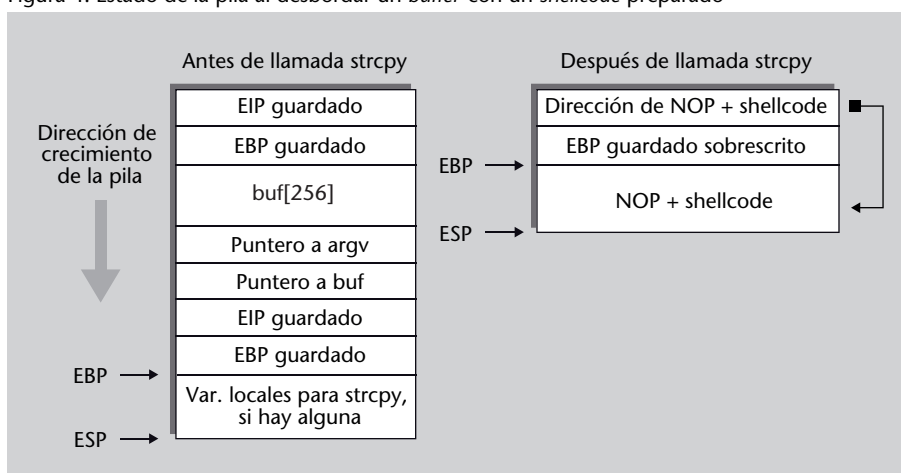 Figura 4. Estado de la pila al desbordar un buffer con un shellcode preparado
Antes de llamada strcpy
Dirección de
crecimiento
de la pila
EIP guardado
EBP guardado
buf[256]
Puntero a argv
Puntero a buf
EIP guardado
EBP guardado
Var. locales para strcpy,
si hay alguna
EBP
ESP
Después de llamada strcpy
Dirección de NOP + shellcode
EBP guardado sobrescrito
NOP + shellcode
EBP
ESP